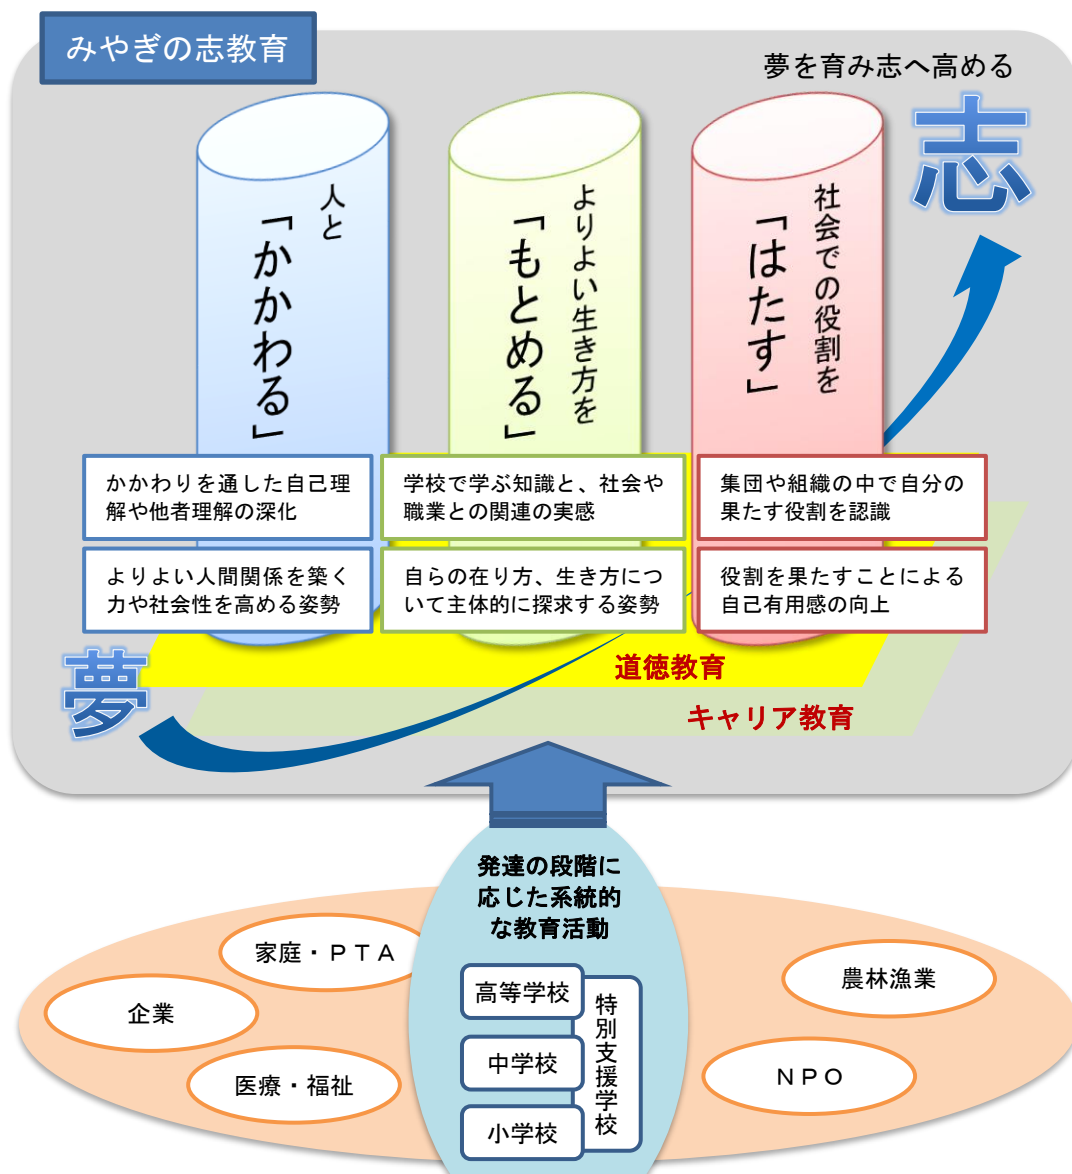 みやぎの志教育
夢を育み志へ高める
志
人と
「かかわる」
よりよい生き方を
「もとめる」
社会での役割を
「はたす」
かかわりを通した自己理
解や他者理解の深化
よりよい人間関係を築く
力や社会性を高める姿勢
学校で学ぶ知識と、社会や
職業との関連の実感
自らの在り方、生き方につ
いて主体的に探求する姿勢
集団や組織の中で自分の
果たす役割を認識
役割を果たすことによる
自己有用感の向上
夢
道徳教育
キャリア教育
発達の段階に
応じた系統的
な教育活動
家庭・ＰＴＡ
企業
医療・福祉
高等学校
中学校
小学校
特別支援学校
農林漁業
ＮＰＯ